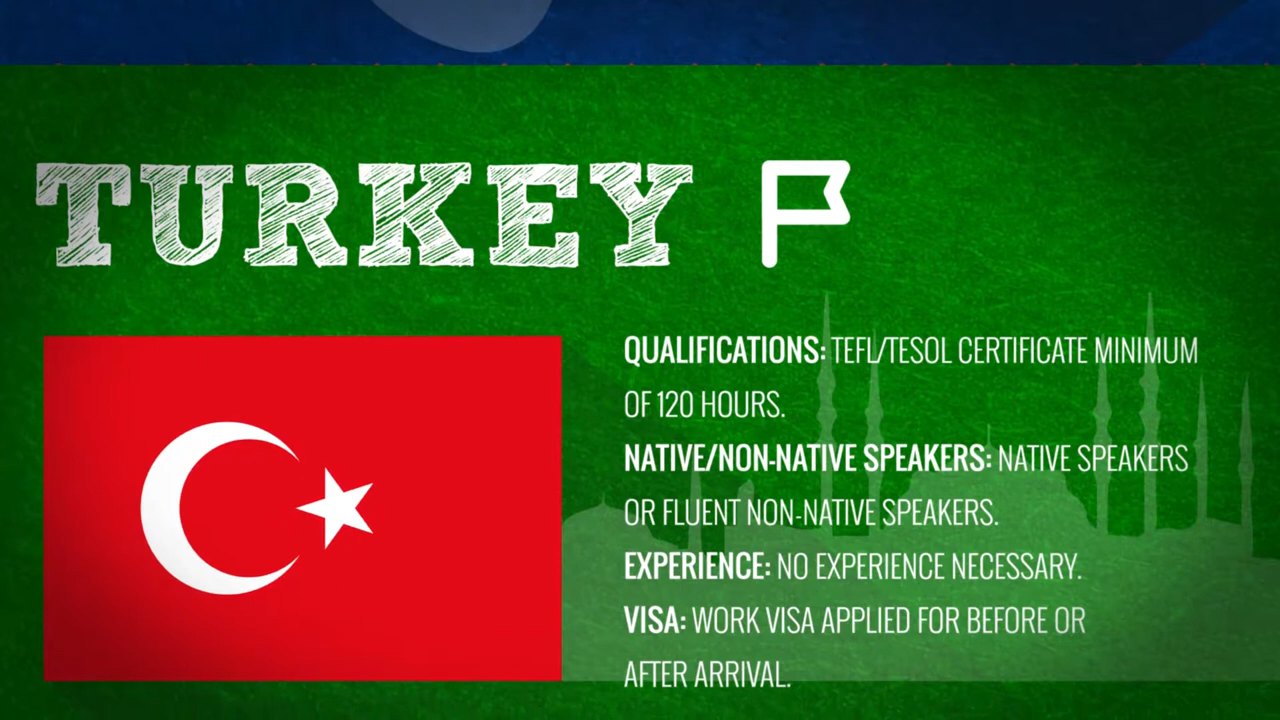 TURKEY
QUALIFICATIONS: TEFL/TESOL CERTIFICATE MINIMUM
OF 120 HOURS.
NATIVE/NON-NATIVE SPEAKERS: NATIVE SPEAKERS
OR FLUENT NON-NATIVE SPEAKERS.
EXPERIENCE: NO EXPERIENCE NECESSARY.
VISA: WORK VISA APPLIED FOR BEFORE OR
AFTER ARRIVAL.